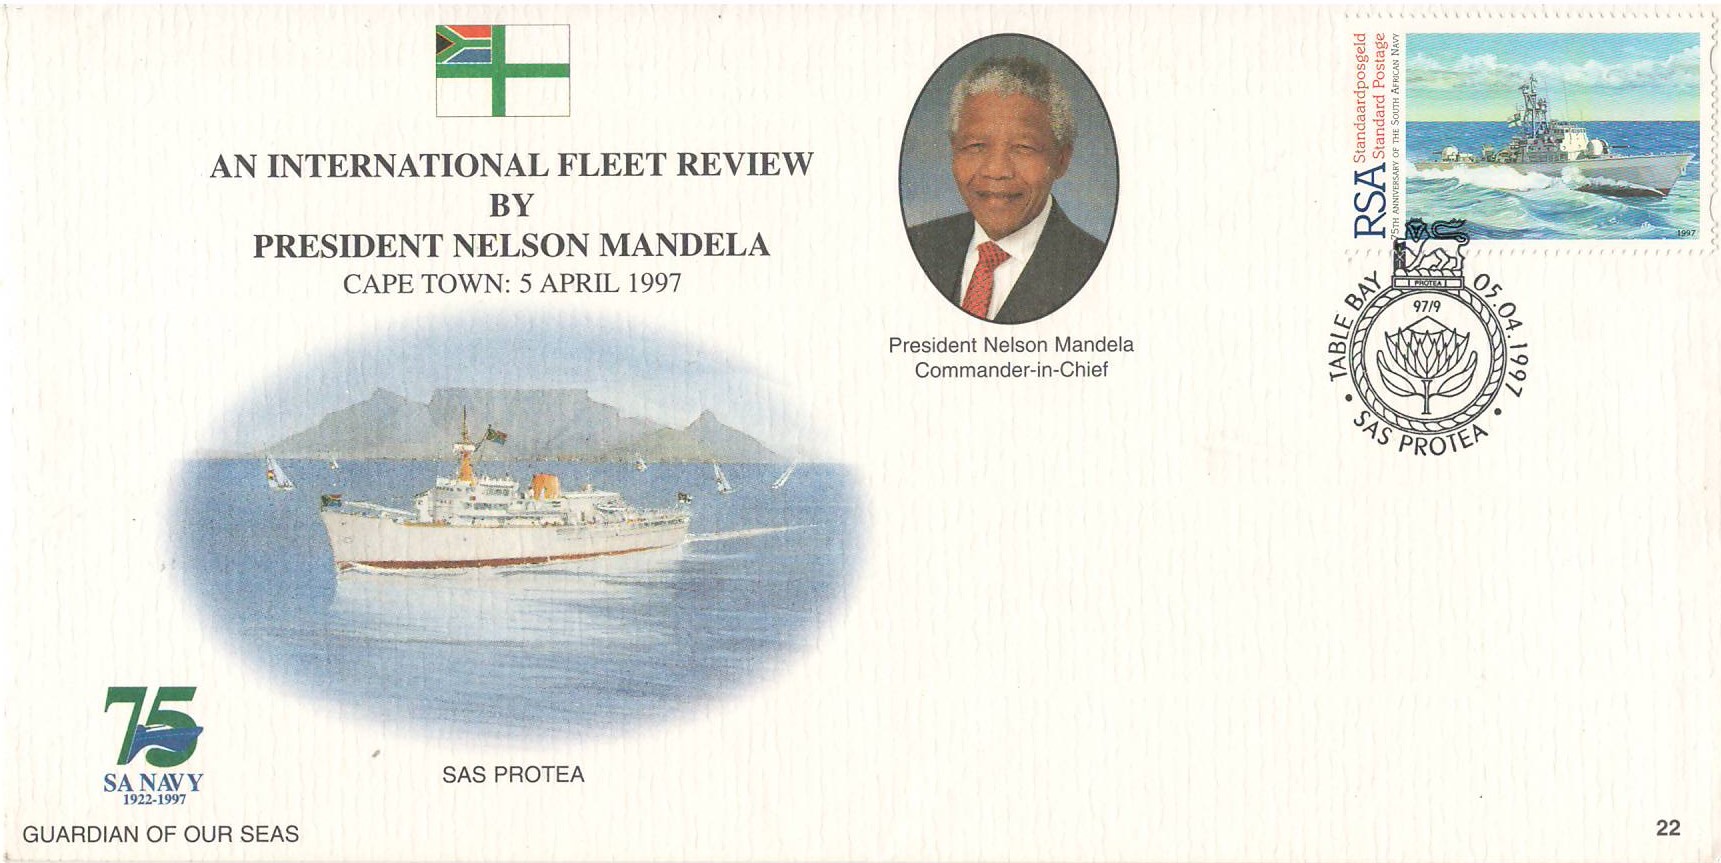 AN INTERNATIONAL FLEET REVIEW
BY
PRESIDENT NELSON MANDELA
CAPE TOWN: 5 APRIL 1997
President Nelson Mandela
Commander-in-Chief
RSA
Standaardposgeld
Standard Postage
75TH ANNIVERSARY OF THE SOUTH AFRICAN NAVY
1997
PROTEA
97/9
TABLE BAY
05.04.1997
• SAS PROTEA •
75
SA NAVY
1922-1997
SAS PROTEA
GUARDIAN OF OUR SEAS
22